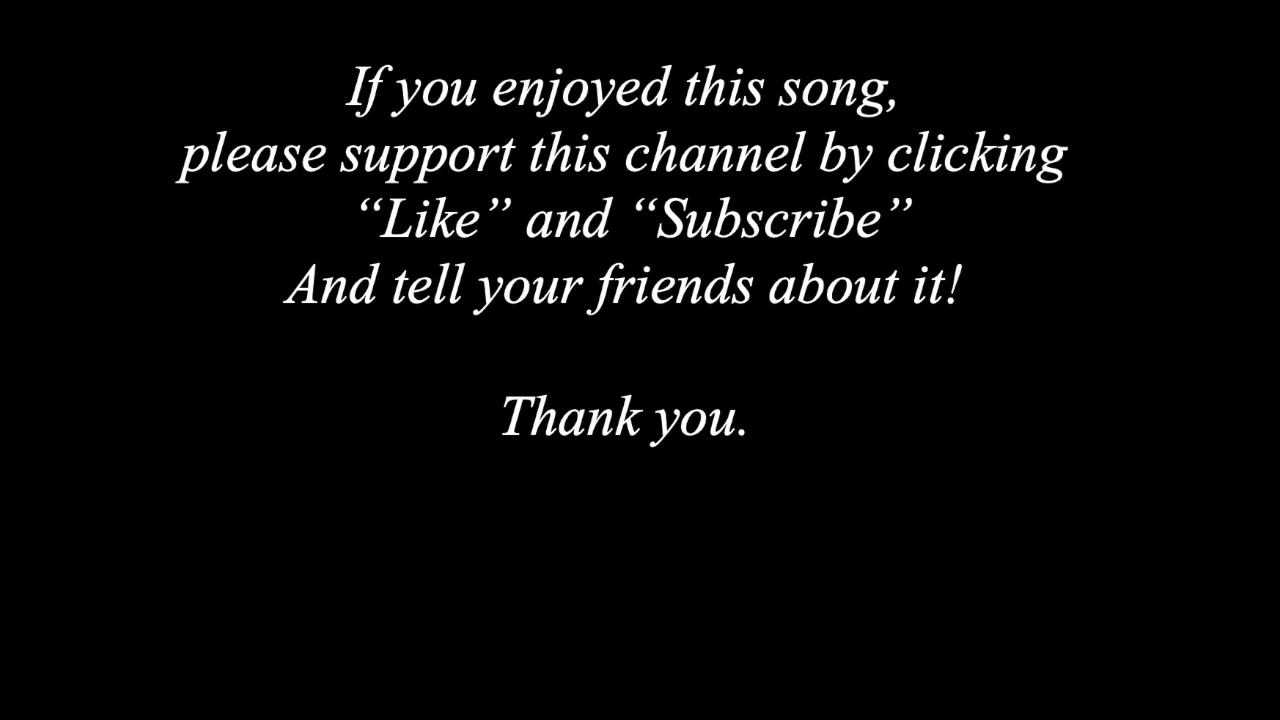 If you enjoyed this song,
please support this channel by clicking
“Like” and “Subscribe”
And tell your friends about it!
Thank you.